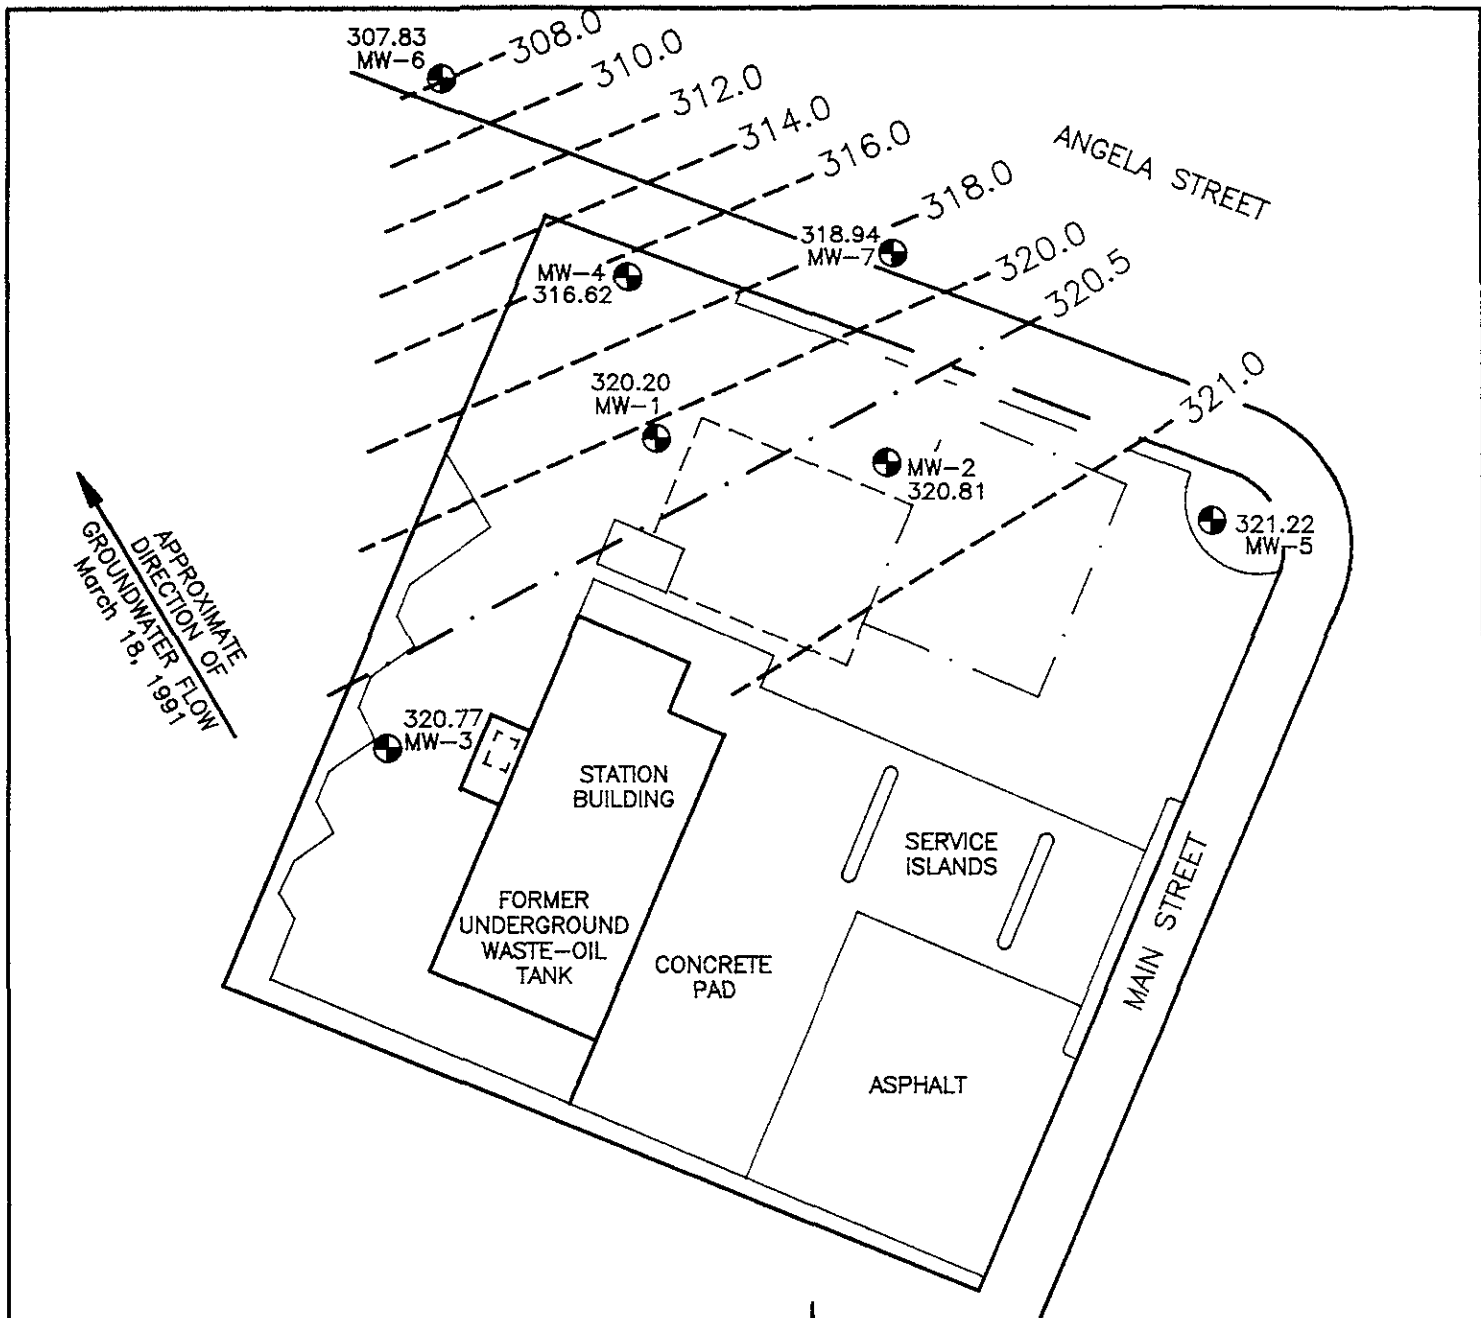 307.83
MW-6
308.0
310.0
312.0
314.0
316.0
318.0
320.0
320.5
321.0
ANGELA STREET
318.94
MW-7
MW-4
316.62
320.20
MW-1
MW-2
320.81
321.22
MW-5
APPROXIMATE
DIRECTION OF
GROUNDWATER FLOW
March 18, 1991
320.77
MW-3
STATION
BUILDING
SERVICE
ISLANDS
FORMER
UNDERGROUND
WASTE-OIL
TANK
CONCRETE
PAD
MAIN STREET
ASPHALT